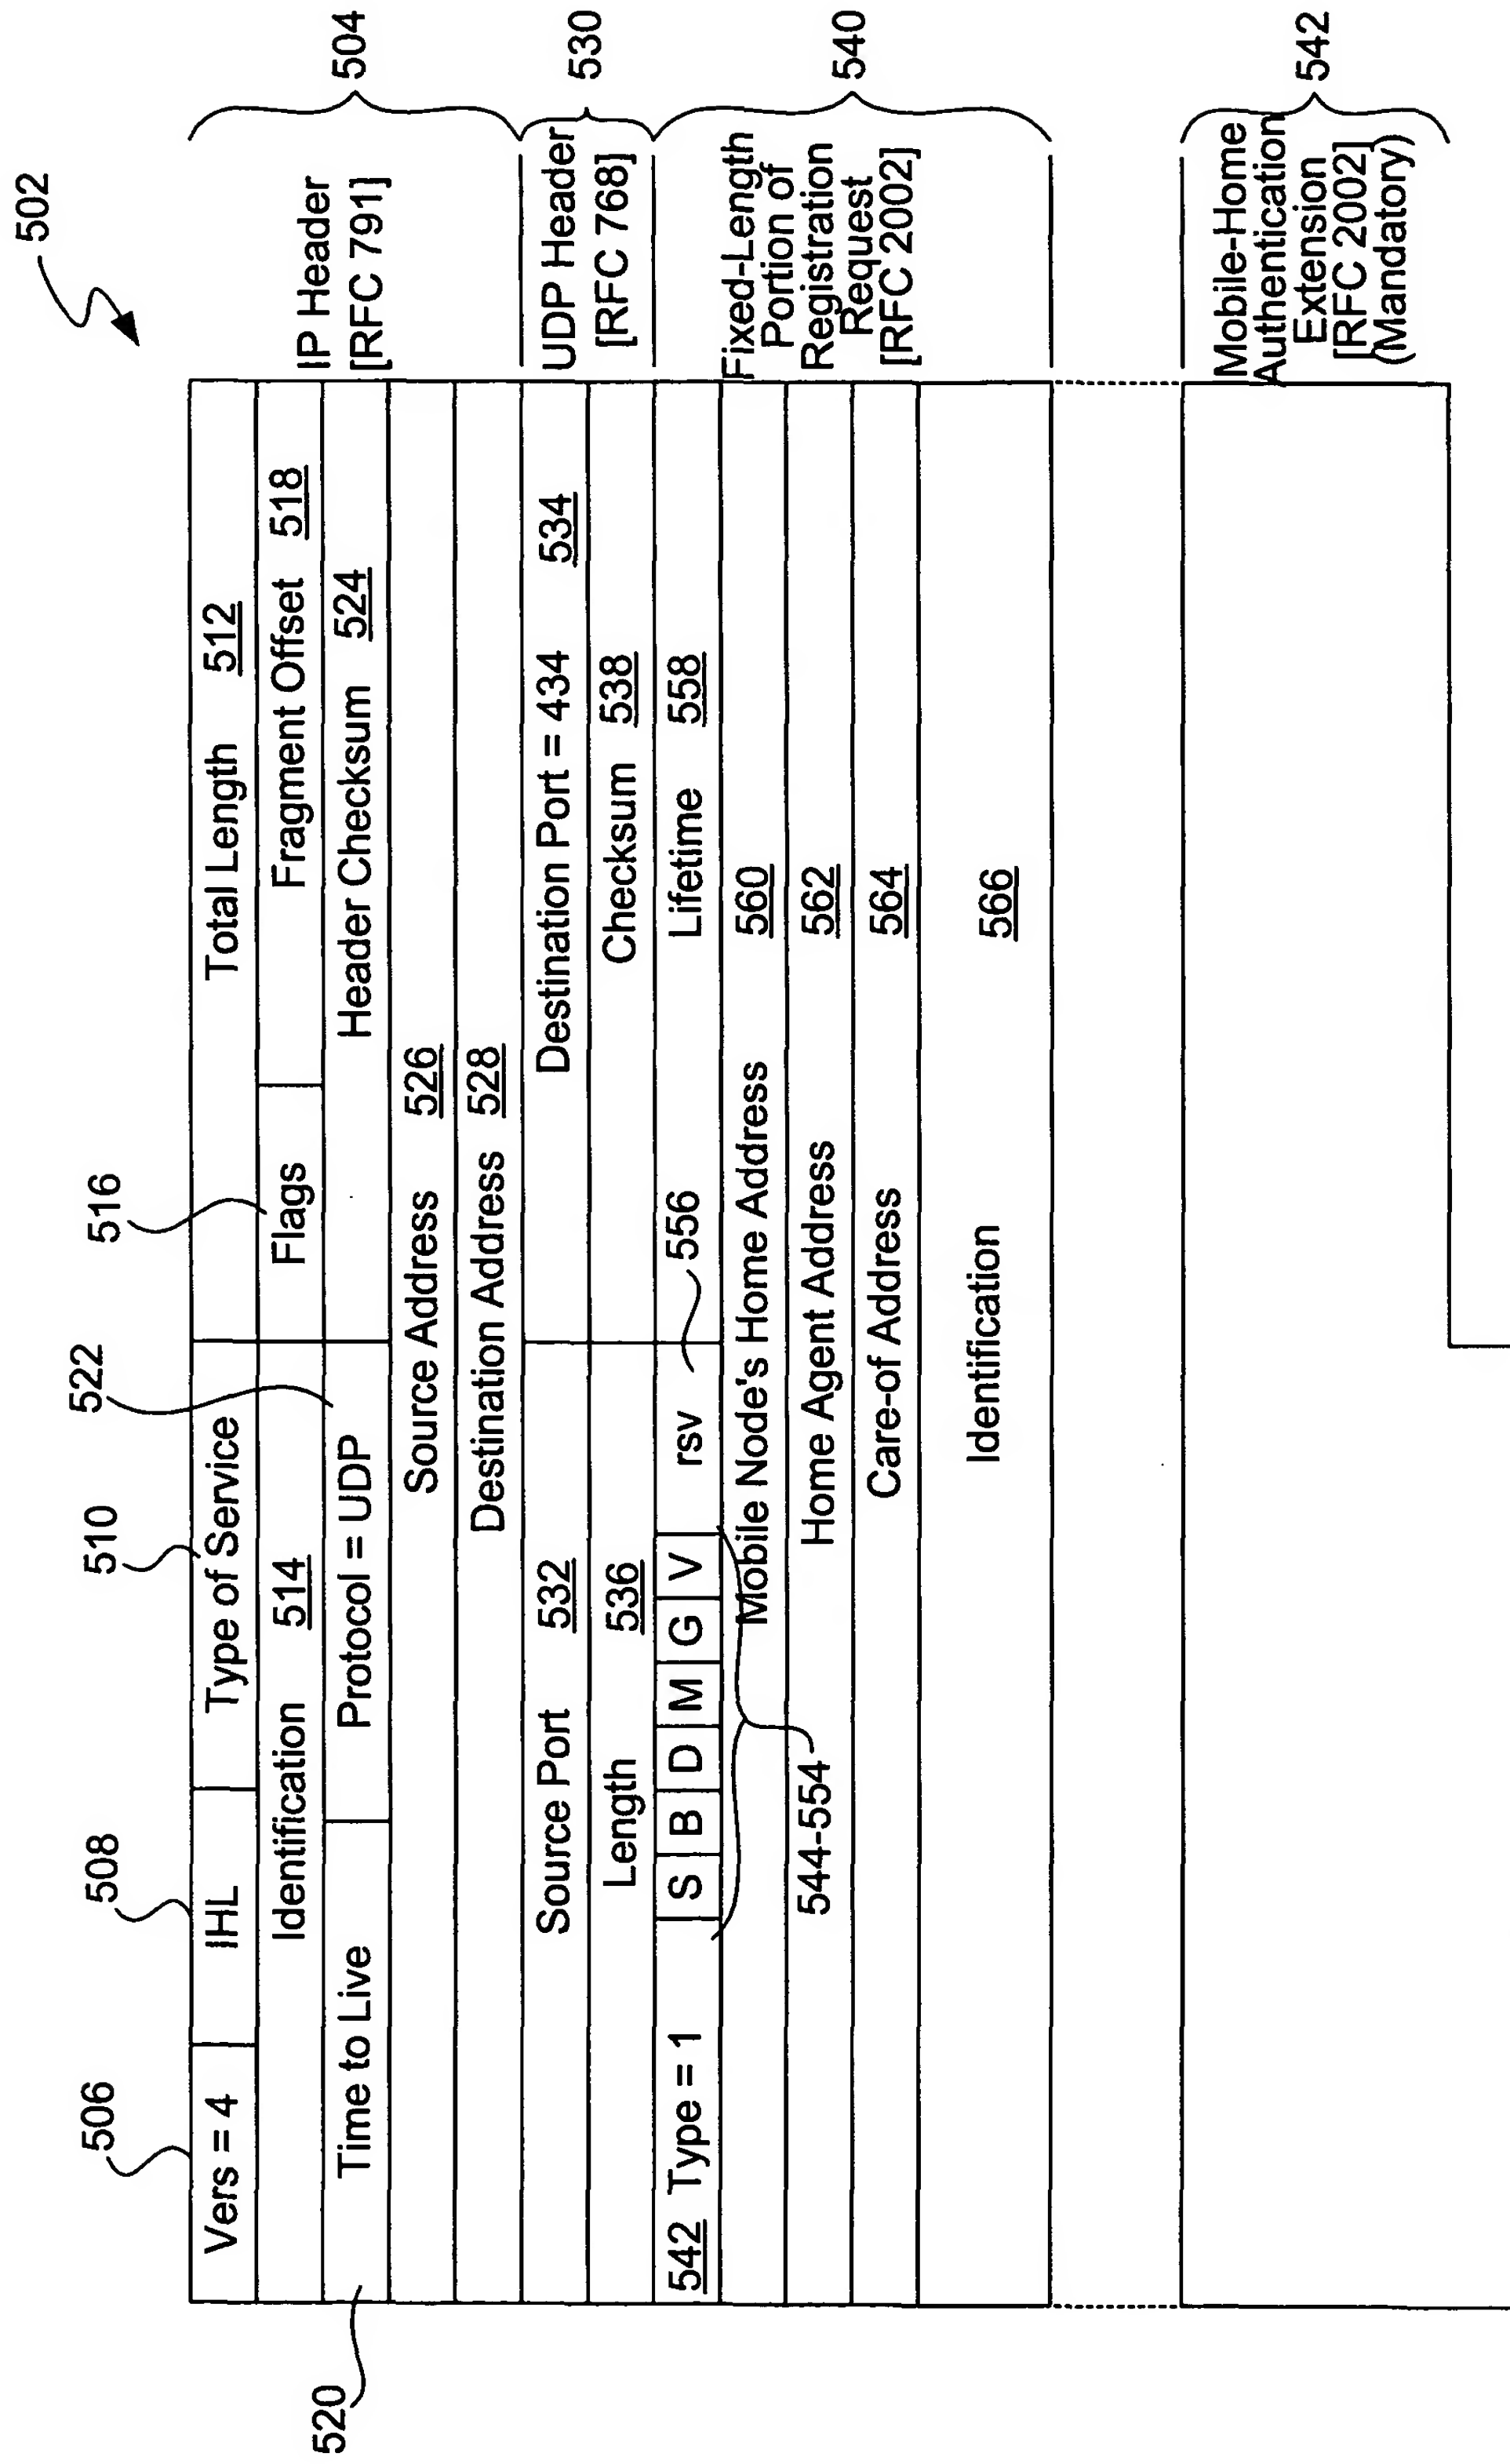 502
506
508
510
522
516
Vers = 4
IHL
Type of Service
Total Length 512
Identification 514
Flags
Fragment Offset 518
520
Time to Live
Protocol = UDP
Header Checksum 524
Source Address 526
Destination Address 528
IP Header
[RFC 791]
504
Source Port 532
Destination Port = 434 534
Length 536
Checksum 538
UDP Header
[RFC 768]
530
542 Type = 1
S B D M G V
rsv
556
Lifetime 558
Mobile Node's Home Address 560
544-554
Home Agent Address 562
Care-of Address 564
Identification 566
Fixed-Length
Portion of
Registration
Request
[RFC 2002]
540
Mobile-Home
Authentication
Extension
[RFC 2002]
(Mandatory)
542